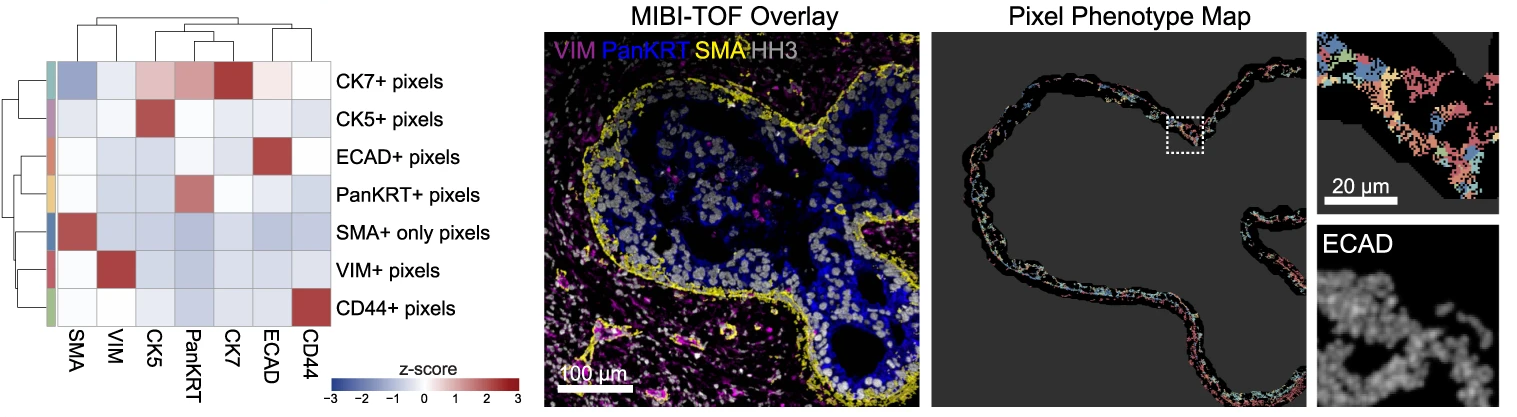 MIBI-TOF Overlay
Pixel Phenotype Map
VIM PanKRT SMA HH3
CK7+ pixels
CK5+ pixels
ECAD+ pixels
PanKRT+ pixels
SMA+ only pixels
VIM+ pixels
CD44+ pixels
SMA
VIM
CK5
PanKRT
CK7
ECAD
CD44
z-score
−3 −2 −1 0 1 2 3
100 µm
20 µm
ECAD